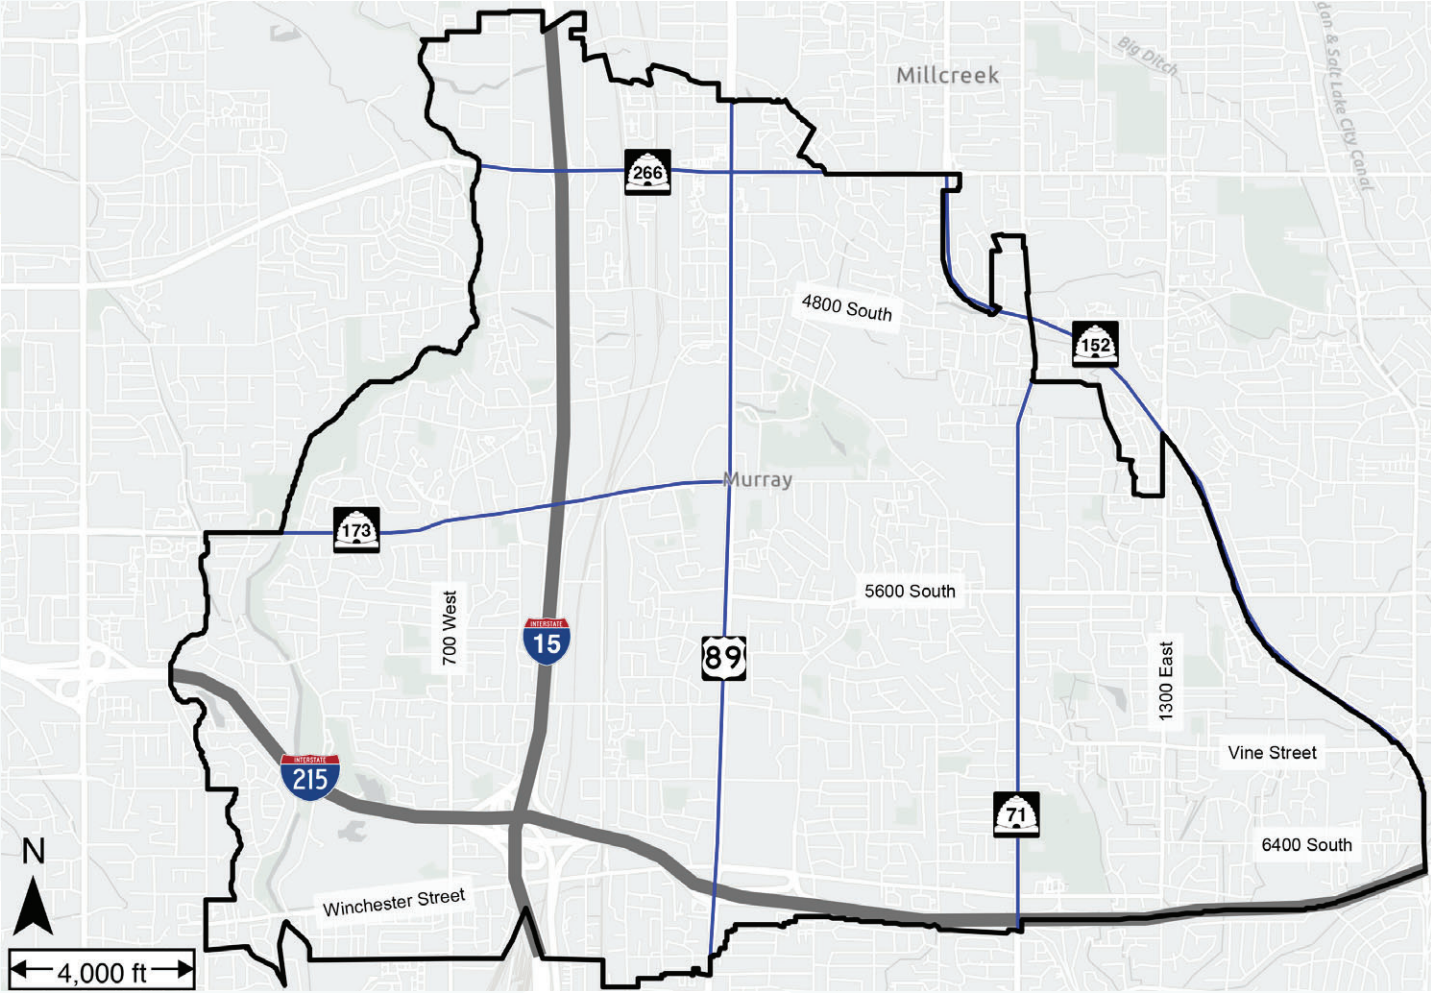 Millcreek
Big Ditch
dan & Salt Lake City Canal
266
4800 South
152
Murray
173
5600 South
700 West
INTERSTATE
15
89
1300 East
Vine Street
INTERSTATE
215
71
6400 South
N
Winchester Street
4,000 ft